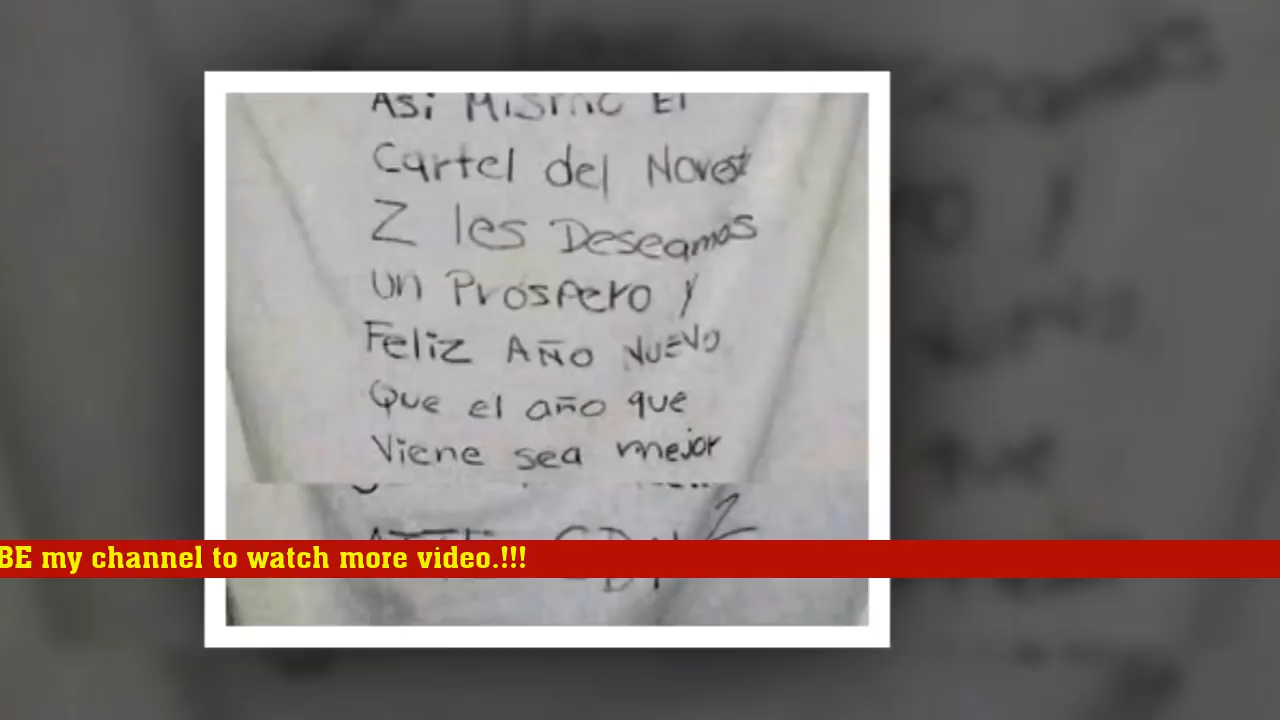 Asi Mismo El
Cartel del Norest
Z les Deseamos
un Prospero y
Feliz Año Nuevo
Que el año que
Viene sea mejor
BE my channel to watch more video.!!!